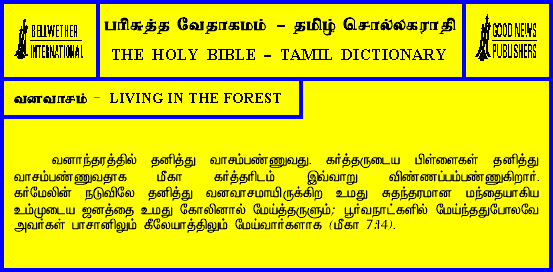 BELLWETHER
INTERNATIONAL
பரிசுத்த வேதாகமம் - தமிழ் சொல்லகராதி
THE HOLY BIBLE - TAMIL DICTIONARY
GOOD NEWS
PUBLISHERS
வனவாசம் - LIVING IN THE FOREST
வனாந்தரத்தில் தனித்து வாசம்பண்ணுவது. கர்த்தருடைய பிள்ளைகள் தனித்து
வாசம்பண்ணுவதாக மீகா கர்த்தரிடம் இவ்வாறு விண்ணப்பம்பண்ணுகிறார்.
கர்மேலின் நடுவிலே தனித்து வனவாசமாயிருக்கிற உமது சுதந்தரமான மந்தையாகிய
உம்முடைய ஜனத்தை உமது கோலினால் மேய்த்தருளும்; பூர்வநாட்களில் மேய்ந்ததுபோலவே
அவர்கள் பாசானிலும் கீலேயாத்திலும் மேய்வார்களாக (மீகா 7:14).